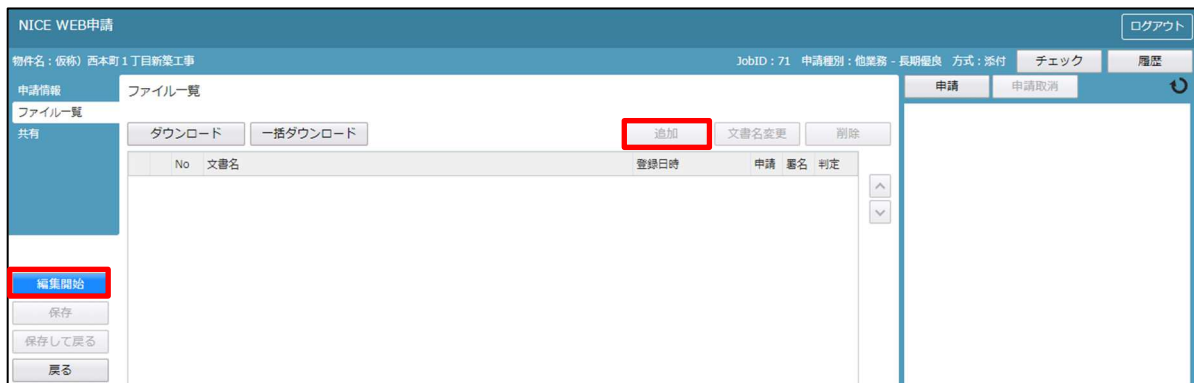 NICE WEB申請
ログアウト
物件名：仮称）西本町１丁目新築工事 JobID：71 申請種別：他業務 - 長期優良 方式：添付 チェック 履歴
申請情報 ファイル一覧 申請 申請取消
ファイル一覧
共有 ダウンロード 一括ダウンロード 追加 文書名変更 削除
No 文書名 登録日時 申請 署名 判定
編集開始
保存
保存して戻る
戻る